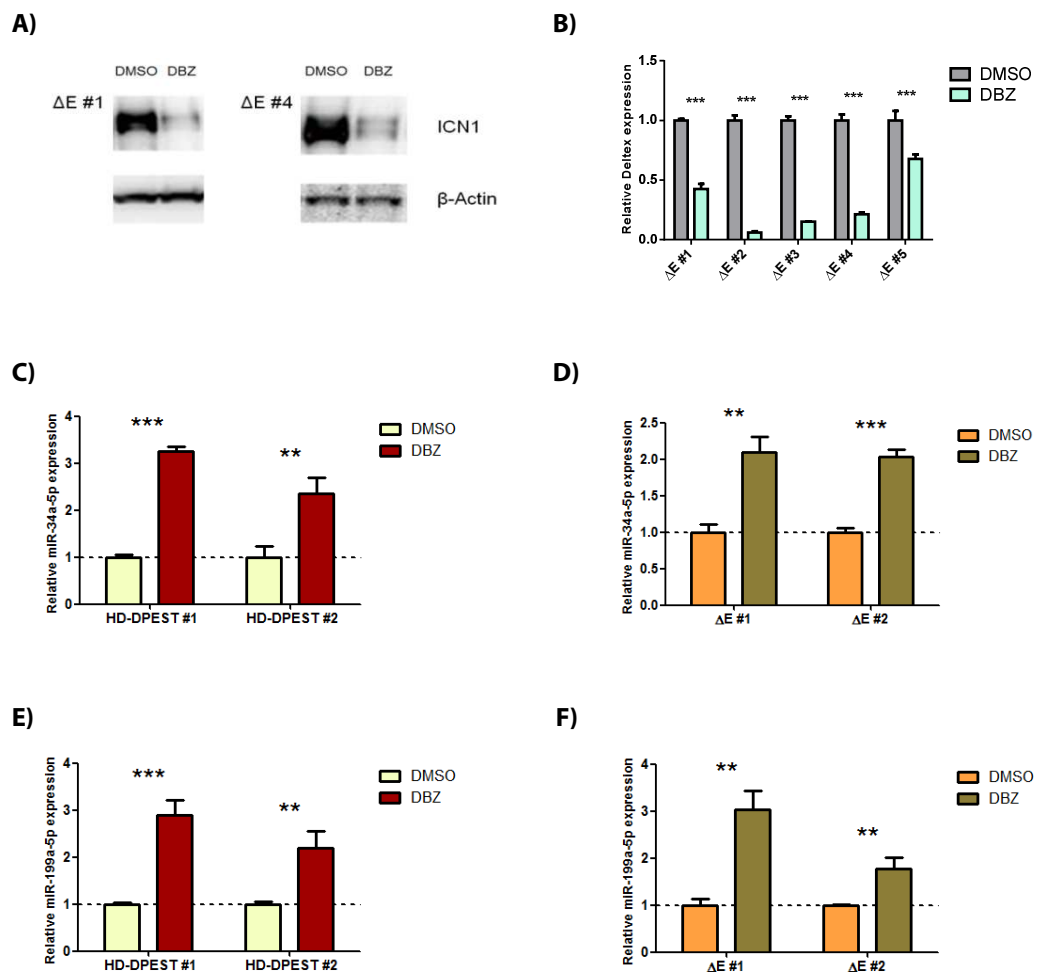 A)
DMSO DBZ
DMSO DBZ
ΔE #1
ΔE #4
ICN1
β-Actin
B)
Relative Deltex expression
1.5
1.0
0.5
0.0
*** *** *** *** ***
ΔE #1 ΔE #2 ΔE #3 ΔE #4 ΔE #5
DMSO
DBZ
C)
Relative miR-34a-5p expression
4
3
2
1
0
*** **
HD-DPEST #1 HD-DPEST #2
DMSO
DBZ
D)
Relative miR-34a-5p expression
2.5
2.0
1.5
1.0
0.5
0.0
** ***
ΔE #1 ΔE #2
DMSO
DBZ
E)
Relative miR-199a-5p expression
4
3
2
1
0
*** **
HD-DPEST #1 HD-DPEST #2
DMSO
DBZ
F)
Relative miR-199a-5p expression
4
3
2
1
0
** **
ΔE #1 ΔE #2
DMSO
DBZ